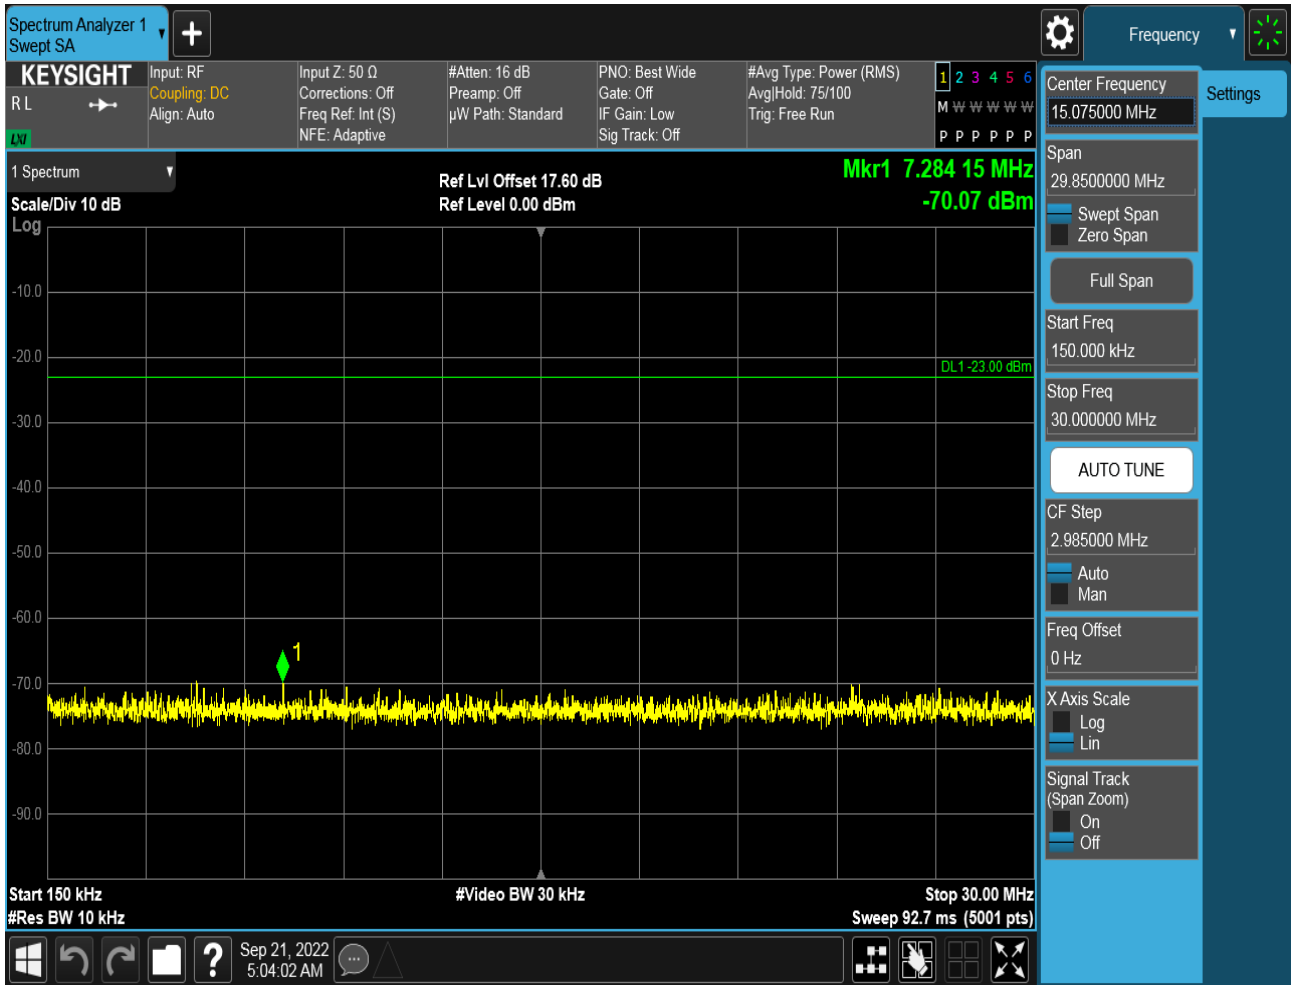 Spectrum Analyzer 1
Swept SA
Frequency
KEYSIGHT
R L
LXI
Input: RF
Coupling: DC
Align: Auto
Input Z: 50 Ω
Corrections: Off
Freq Ref: Int (S)
NFE: Adaptive
#Atten: 16 dB
Preamp: Off
µW Path: Standard
PNO: Best Wide
Gate: Off
IF Gain: Low
Sig Track: Off
#Avg Type: Power (RMS)
Avg|Hold: 75/100
Trig: Free Run
1 2 3 4 5 6
M W W W W W
P P P P P P
1 Spectrum
Scale/Div 10 dB
Log
Ref Lvl Offset 17.60 dB
Ref Level 0.00 dBm
Mkr1 7.284 15 MHz
-70.07 dBm
-10.0
-20.0
DL1 -23.00 dBm
-30.0
-40.0
-50.0
-60.0
1
-70.0
-80.0
-90.0
Start 150 kHz
#Video BW 30 kHz
Stop 30.00 MHz
#Res BW 10 kHz
Sweep 92.7 ms (5001 pts)
Center Frequency
15.075000 MHz
Settings
Span
29.8500000 MHz
Swept Span
Zero Span
Full Span
Start Freq
150.000 kHz
Stop Freq
30.000000 MHz
AUTO TUNE
CF Step
2.985000 MHz
Auto
Man
Freq Offset
0 Hz
X Axis Scale
Log
Lin
Signal Track
(Span Zoom)
On
Off
?
Sep 21, 2022
5:04:02 AM